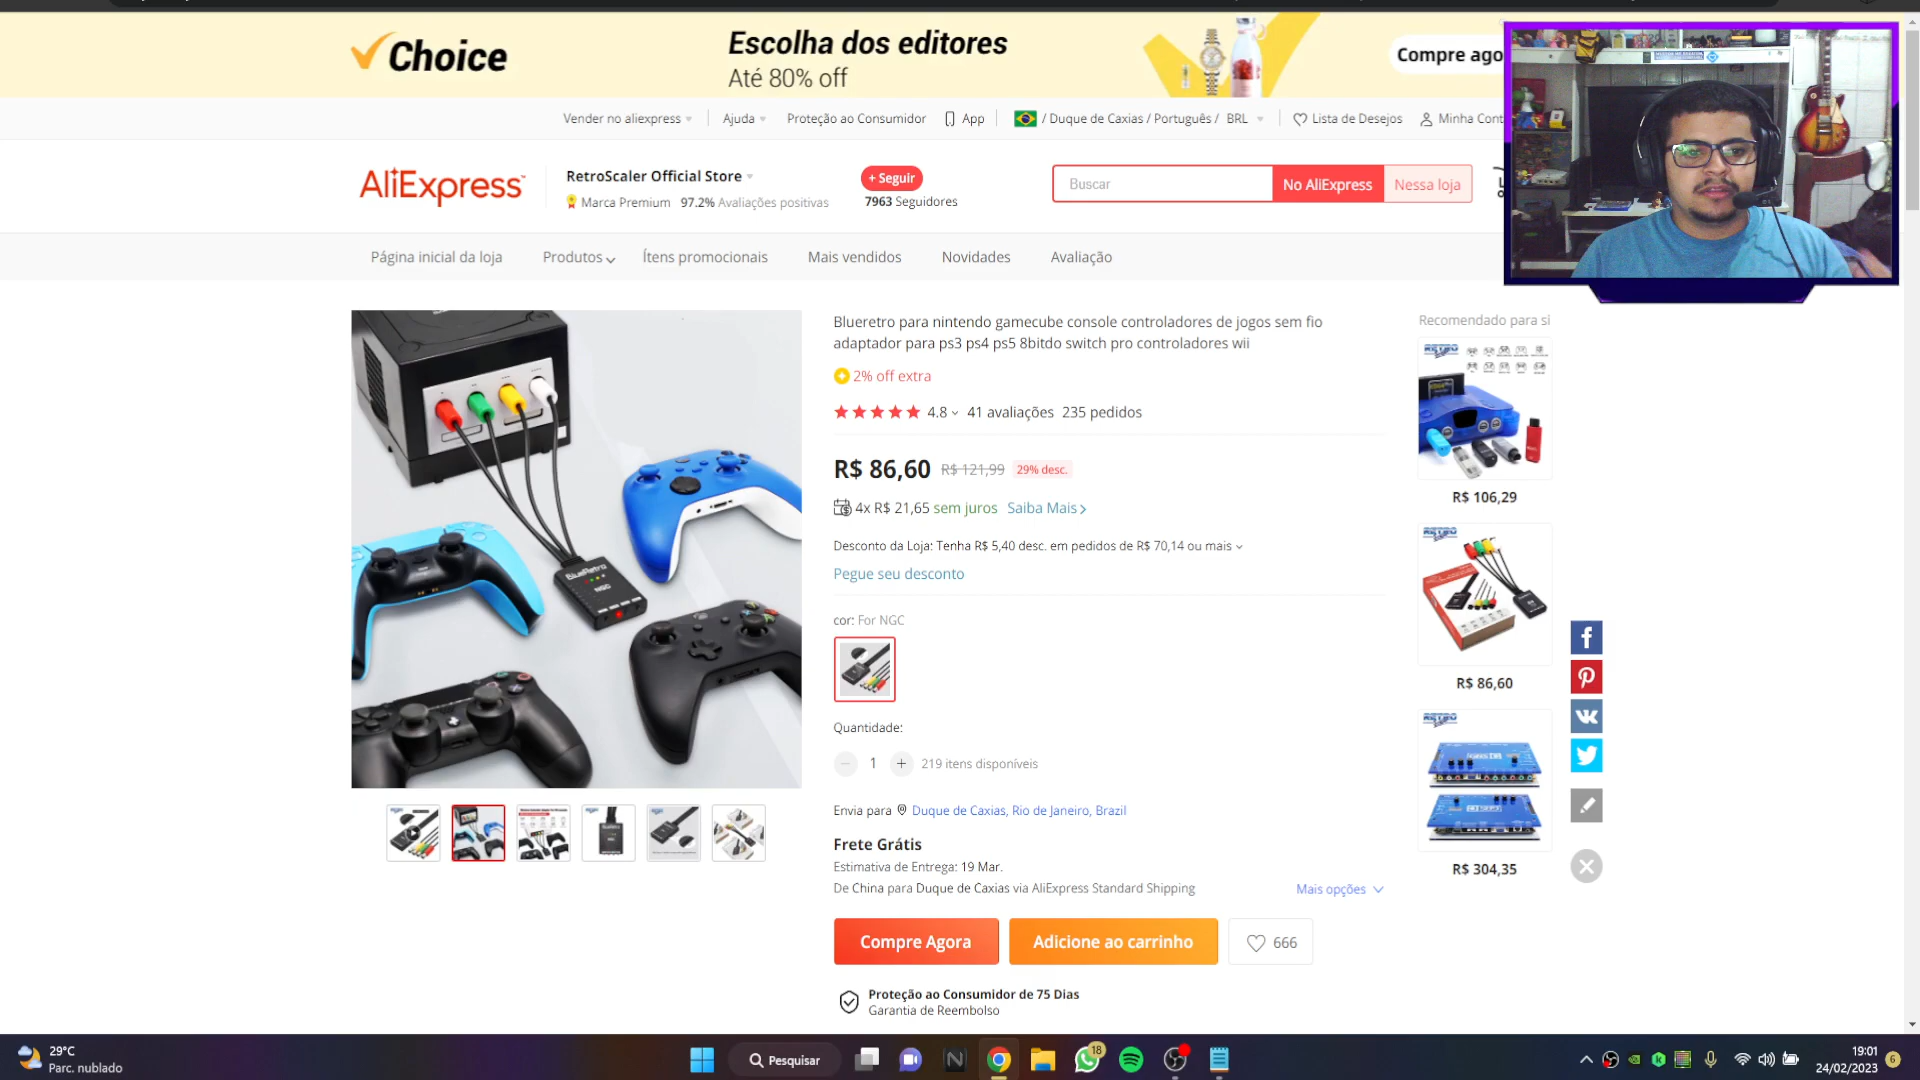 Choice
Escolha dos editores
Até 80% off
Compre ago
Vender no aliexpress
Ajuda
Proteção ao Consumidor
App
/ Duque de Caxias / Português / BRL
Lista de Desejos
Minha Cont
AliExpress
RetroScaler Official Store
Marca Premium 97.2% Avaliações positivas
+ Seguir
7963 Seguidores
Buscar
No AliExpress
Nessa loja
Página inicial da loja
Produtos
Ítens promocionais
Mais vendidos
Novidades
Avaliação
BlueRetro
NGC
Blueretro para nintendo gamecube console controladores de jogos sem fio
adaptador para ps3 ps4 ps5 8bitdo switch pro controladores wii
2% off extra
4.8 41 avaliações 235 pedidos
R$ 86,60 R$ 121,99 29% desc.
4x R$ 21,65 sem juros Saiba Mais
Desconto da Loja: Tenha R$ 5,40 desc. em pedidos de R$ 70,14 ou mais
Pegue seu desconto
cor: For NGC
Quantidade:
− 1 + 219 itens disponíveis
Envia para Duque de Caxias, Rio de Janeiro, Brazil
Frete Grátis
Estimativa de Entrega: 19 Mar.
De China para Duque de Caxias via AliExpress Standard Shipping
Mais opções
Compre Agora
Adicione ao carrinho
666
Proteção ao Consumidor de 75 Dias
Garantia de Reembolso
Recomendado para si
R$ 106,29
R$ 86,60
R$ 304,35
29°C
Parc. nublado
Pesquisar
18
19:01
24/02/2023
6